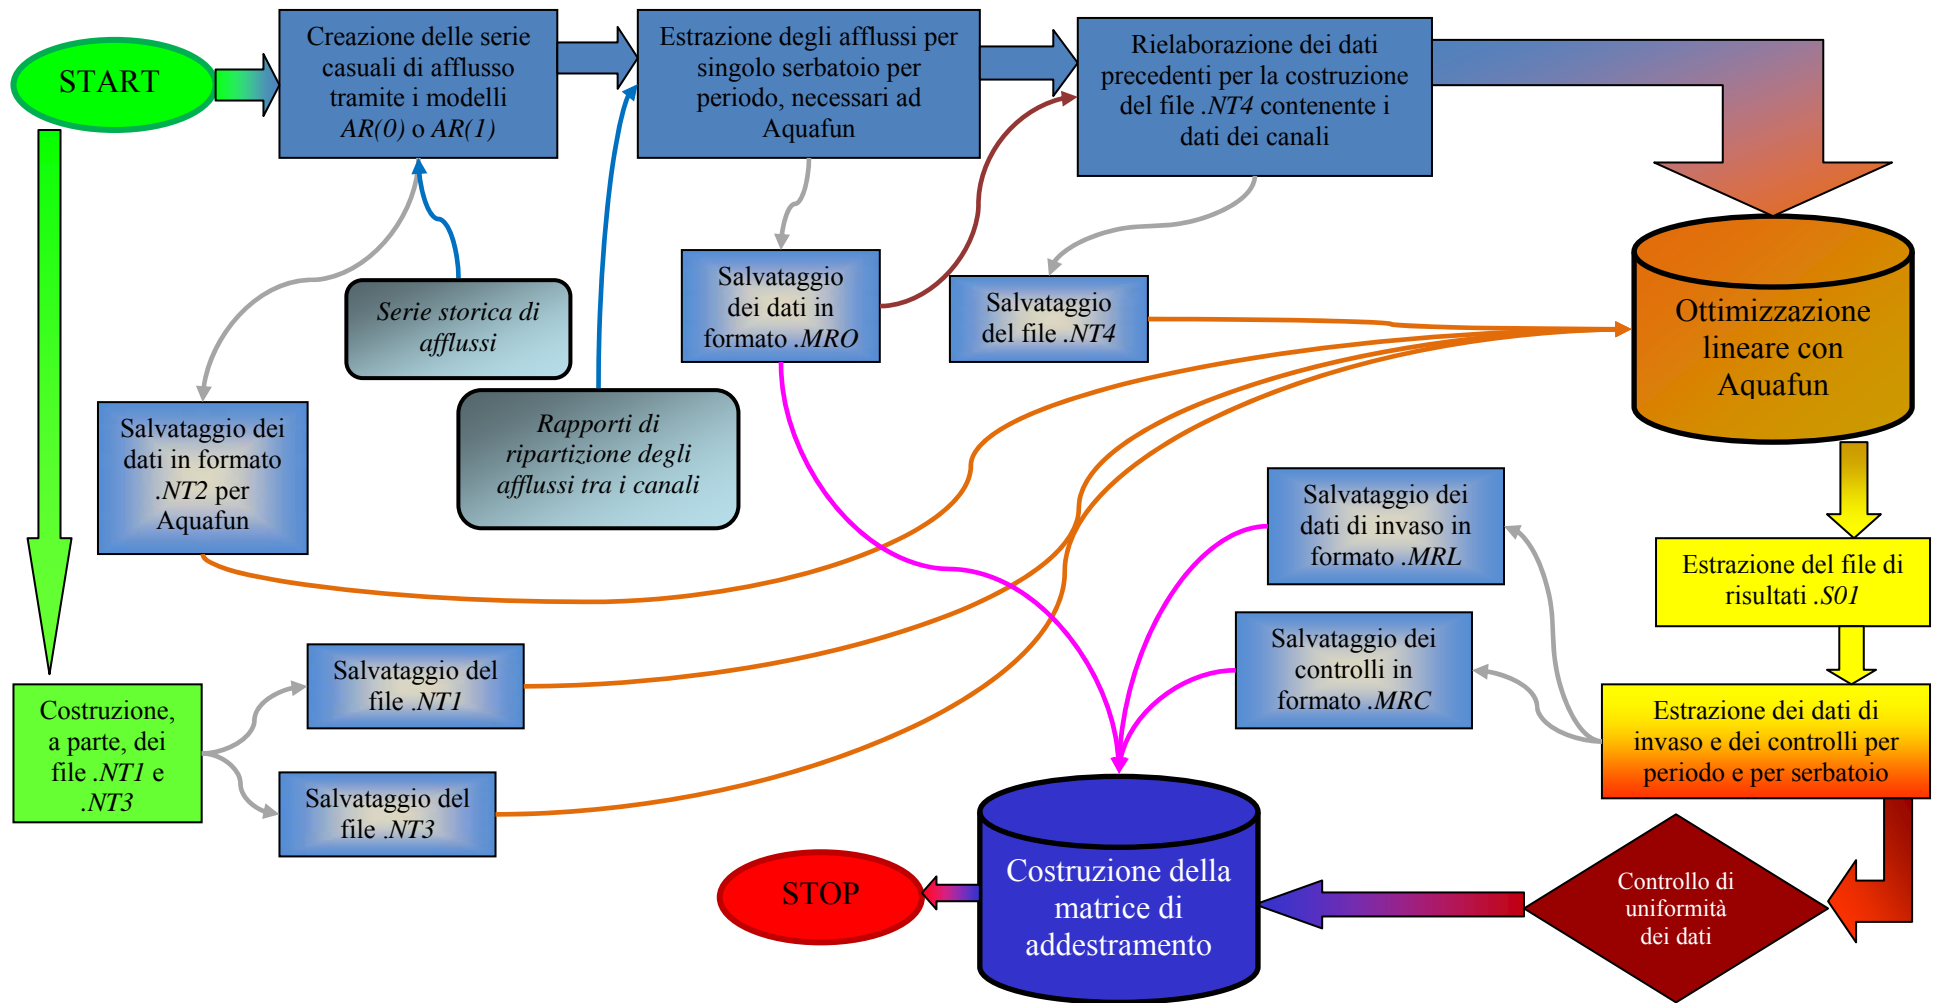 START
Creazione delle serie
casuali di afflusso
tramite i modelli
AR(0) o AR(1)
Estrazione degli afflussi per
singolo serbatoio per
periodo, necessari ad
Aquafun
Rielaborazione dei dati
precedenti per la costruzione
del file .NT4 contenente i
dati dei canali
Serie storica di
afflussi
Salvataggio
dei dati in
formato .MRO
Salvataggio
del file .NT4
Ottimizzazione
lineare con
Aquafun
Salvataggio dei
dati in formato
.NT2 per
Aquafun
Rapporti di
ripartizione degli
afflussi tra i canali
Salvataggio dei
dati di invaso in
formato .MRL
Estrazione del file di
risultati .S01
Salvataggio dei
controlli in
formato .MRC
Costruzione,
a parte, dei
file .NT1 e
.NT3
Salvataggio del
file .NT1
Salvataggio del
file .NT3
Estrazione dei dati di
invaso e dei controlli per
periodo e per serbatoio
STOP
Costruzione della
matrice di
addestramento
Controllo di
uniformità
dei dati